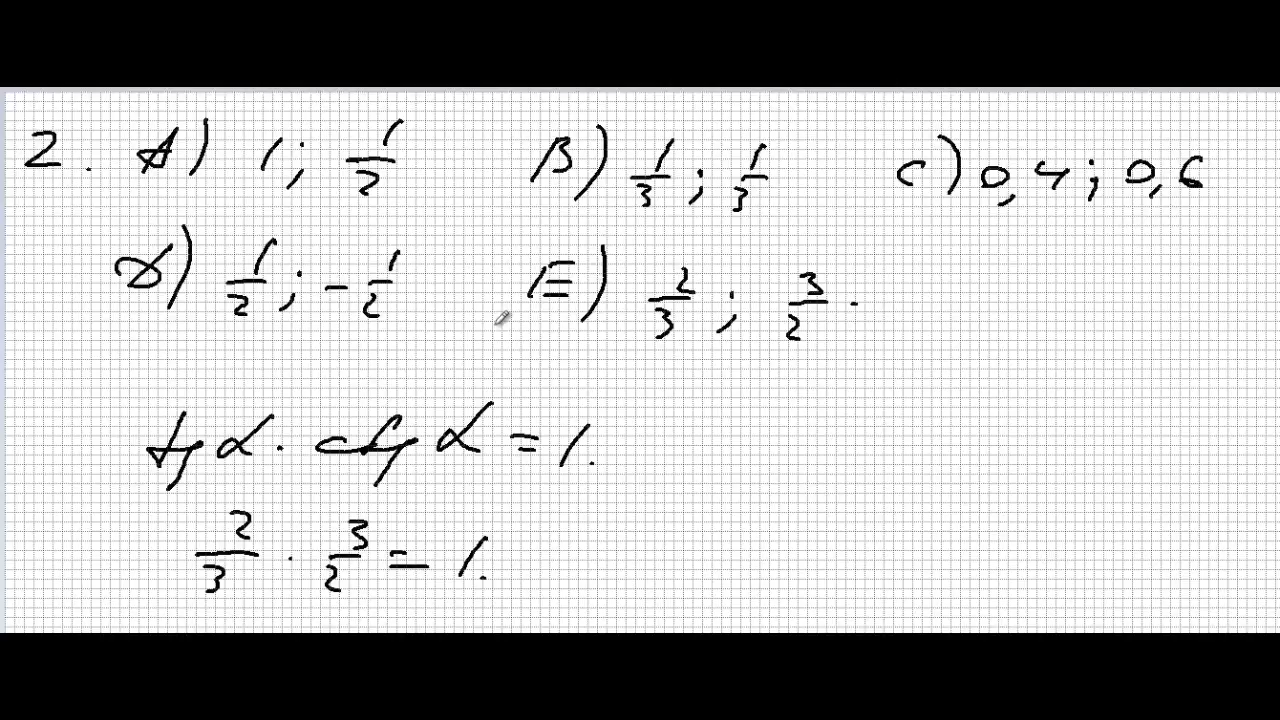 2. A) 1; 1/2 B) 1/3; 1/3 C) 0,4; 0,6
D) 1/2; -1/2 E) 2/3; 3/2.
tg α · ctg α = 1.
2/3 · 3/2 = 1.